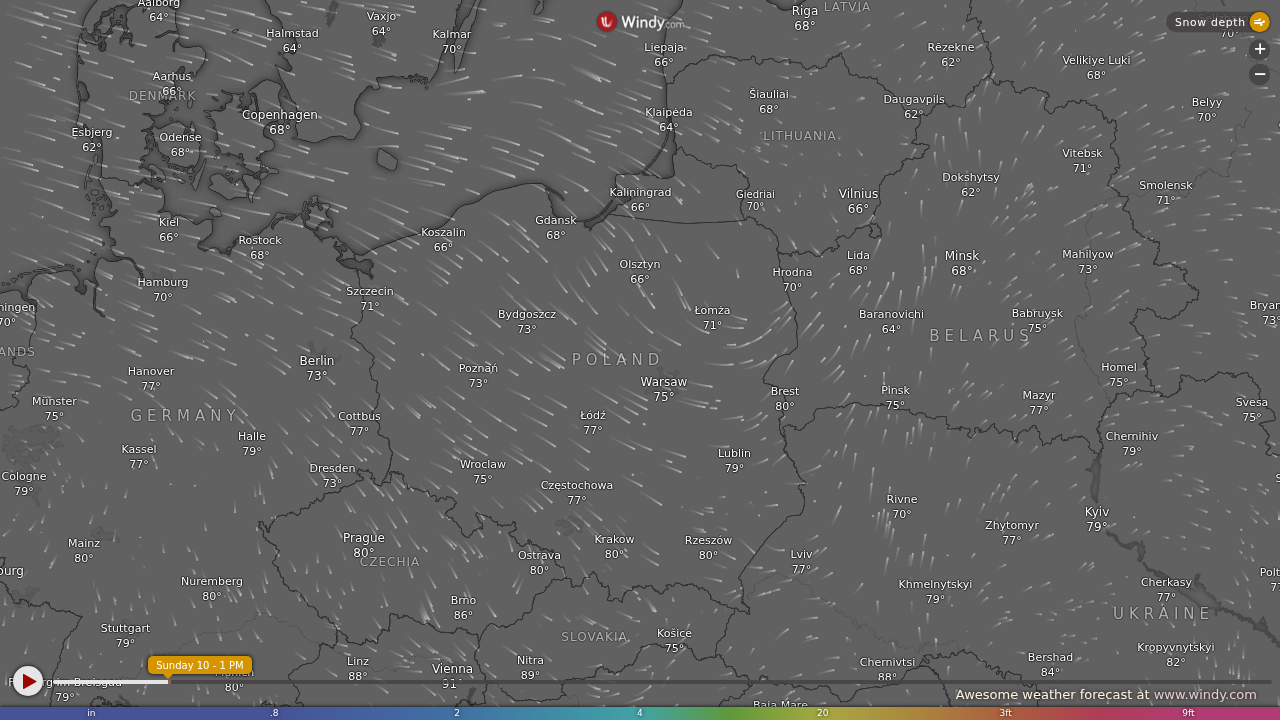 Aalborg
64°
Vaxjo
64°
Halmstad
64°
Kalmar
70°
Windy.com
Riga
68°
LATVIA
Snow depth
70°
+
−
Liepaja
66°
Rēzekne
62°
Velikiye Luki
68°
Aarhus
66°
DENMARK
Šiauliai
68°
Daugavpils
62°
Belyy
70°
Copenhagen
68°
Klaipėda
64°
LITHUANIA
Esbjerg
62°
Odense
68°
Vitebsk
71°
Dokshytsy
62°
Smolensk
71°
Kaliningrad
66°
Giedriai
70°
Vilnius
66°
Kiel
66°
Gdansk
68°
Koszalin
66°
Rostock
68°
Olsztyn
66°
Lida
68°
Minsk
68°
Mahilyow
73°
Hrodna
70°
Hamburg
70°
Szczecin
71°
Bydgoszcz
73°
Łomża
71°
Baranovichi
64°
Babruysk
75°
73°
70°
BELARUS
POLAND
Berlin
73°
Hanover
77°
Poznań
73°
Warsaw
75°
Homel
75°
Brest
80°
Pinsk
75°
Mazyr
77°
Münster
75°
Svesa
75°
GERMANY
Cottbus
77°
Łódź
77°
Halle
79°
Chernihiv
79°
Kassel
77°
Lublin
79°
Dresden
73°
Wroclaw
75°
Cologne
79°
Częstochowa
77°
Rivne
70°
Kyiv
79°
Zhytomyr
77°
Mainz
80°
Prague
80°
CZECHIA
Krakow
80°
Rzeszów
80°
Ostrava
80°
Lviv
77°
Nuremberg
80°
Khmelnytskyi
79°
Cherkasy
77°
Brno
86°
UKRAINE
Stuttgart
79°
SLOVAKIA
Košice
75°
Kropyvnytskyi
82°
Sunday 10 - 1 PM
Linz
88°
Vienna
91°
Nitra
89°
Chernivtsi
88°
Bershad
84°
79°
80°
Awesome weather forecast at www.windy.com
Baia Mare
in .8 2 4 20 3ft 9ft